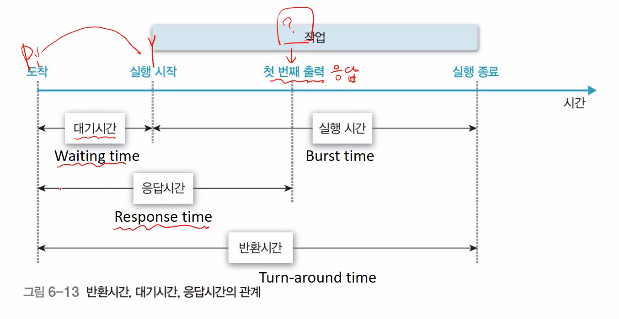 ?
작업
P1
도착
실행 시작
첫 번째 출력 응답
실행 종료
시간
대기시간
실행 시간
Waiting time
Burst time
응답시간
Response time
반환시간
Turn-around time
그림 6-13 반환시간, 대기시간, 응답시간의 관계